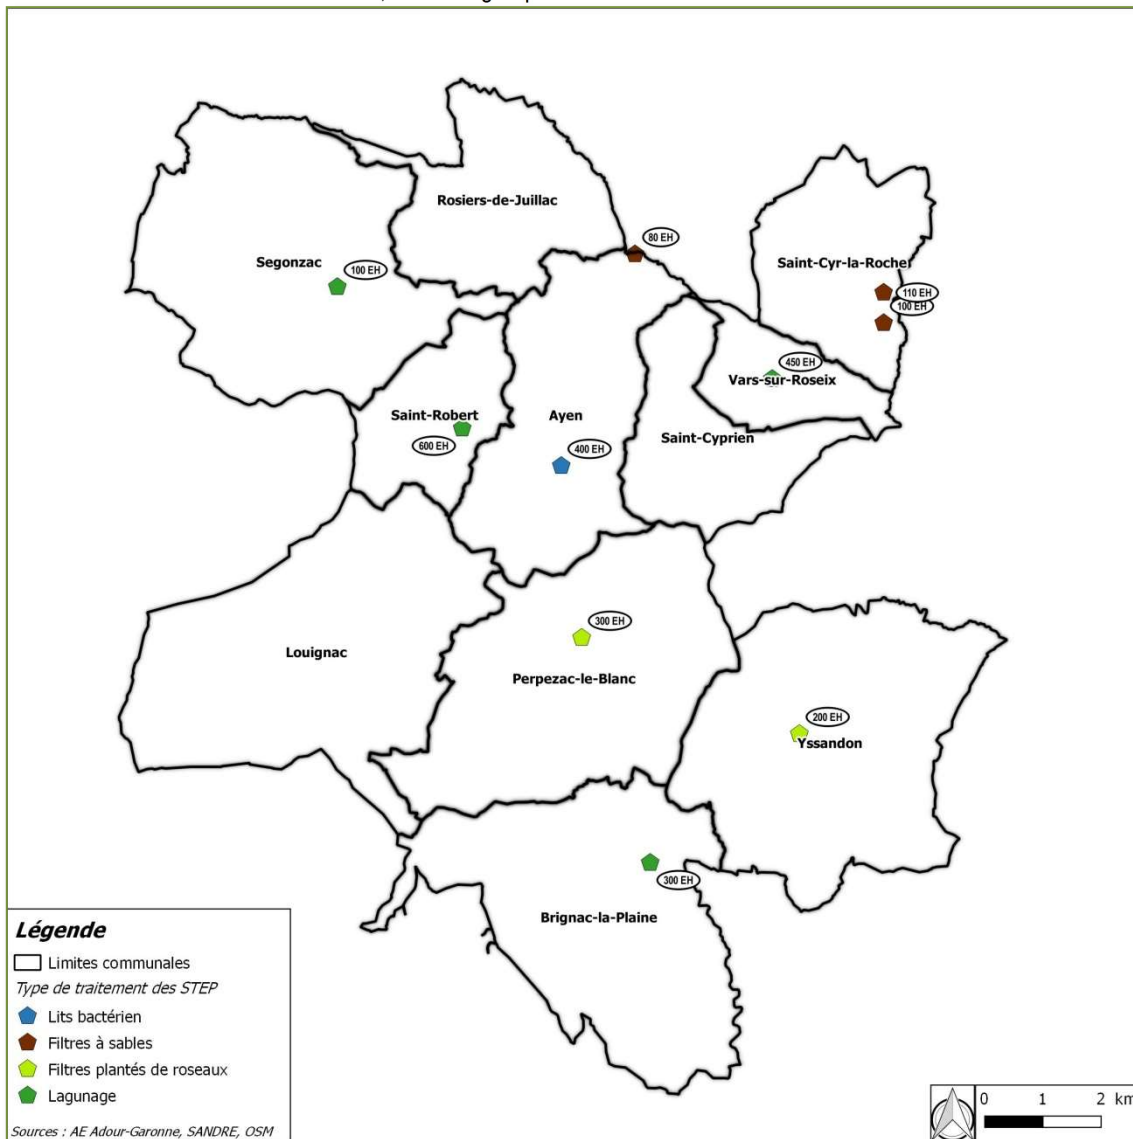 Rosiers-de-Juillac
80 EH
Segonzac
100 EH
Saint-Cyr-la-Roche
110 EH
100 EH
450 EH
Vars-sur-Roseix
Saint-Robert
600 EH
Ayen
400 EH
Saint-Cyprien
300 EH
Louignac
Perpezac-le-Blanc
200 EH
Yssandon
300 EH
Brignac-la-Plaine
Légende
Limites communales
Type de traitement des STEP
Lits bactérien
Filtres à sables
Filtres plantés de roseaux
Lagunage
Sources : AE Adour-Garonne, SANDRE, OSM
0 1 2 km